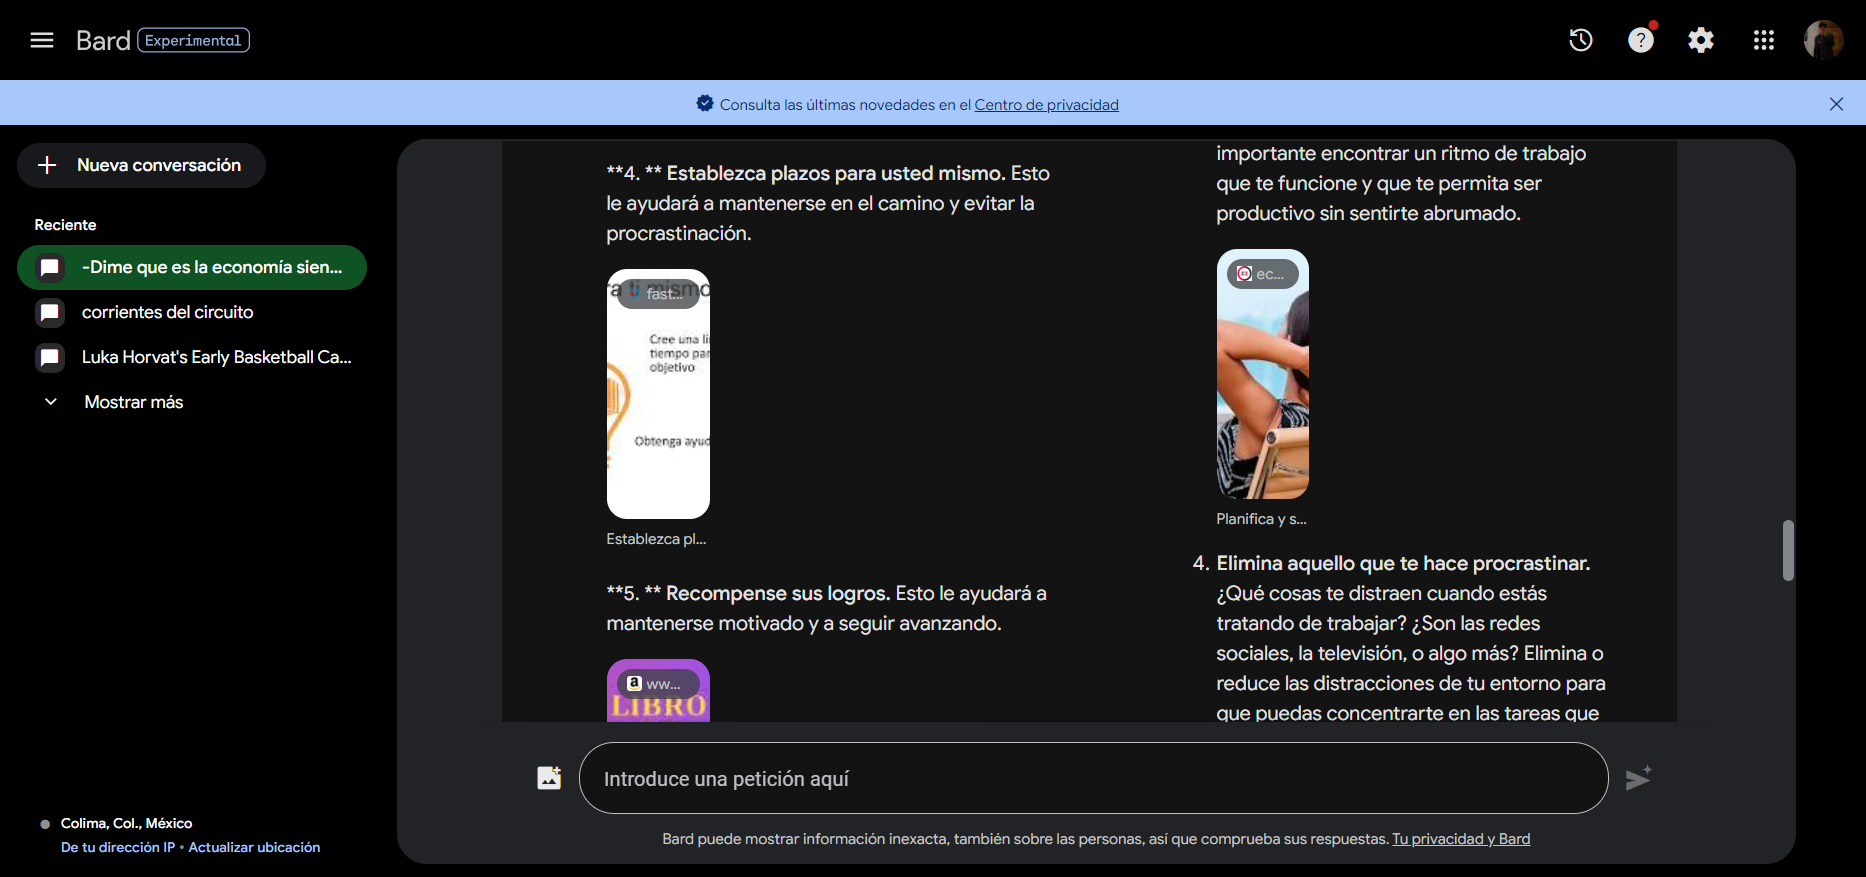 Bard Experimental
Consulta las últimas novedades en el Centro de privacidad
Nueva conversación
Reciente
-Dime que es la economía sien...
corrientes del circuito
Luka Horvat's Early Basketball Ca...
Mostrar más
Colima, Col., México
De tu dirección IP • Actualizar ubicación
**4. ** Establezca plazos para usted mismo. Esto
le ayudará a mantenerse en el camino y evitar la
procrastinación.
ra ti mismo
fast...
Cree una lí
tiempo par
objetivo
Obtenga ayud
Establezca pl...
**5. ** Recompense sus logros. Esto le ayudará a
mantenerse motivado y a seguir avanzando.
a ww...
LIBRO
importante encontrar un ritmo de trabajo
que te funcione y que te permita ser
productivo sin sentirte abrumado.
ec...
Planifica y s...
4. Elimina aquello que te hace procrastinar.
¿Qué cosas te distraen cuando estás
tratando de trabajar? ¿Son las redes
sociales, la televisión, o algo más? Elimina o
reduce las distracciones de tu entorno para
que puedas concentrarte en las tareas que
Introduce una petición aquí
Bard puede mostrar información inexacta, también sobre las personas, así que comprueba sus respuestas. Tu privacidad y Bard